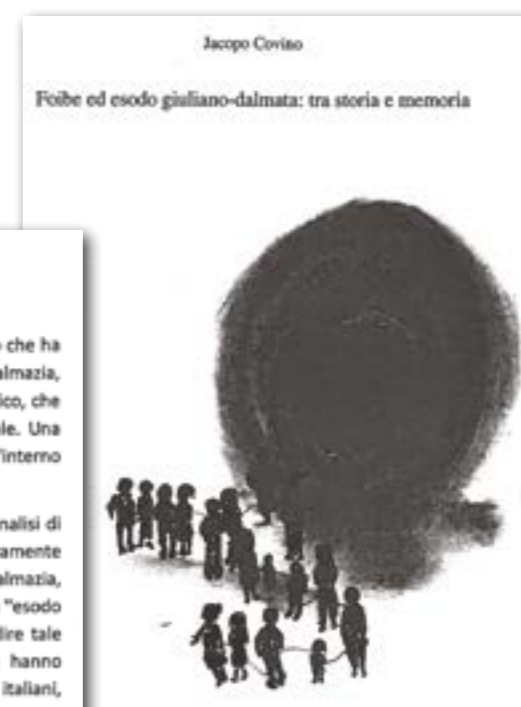 Jacopo Covino
Foibe ed esodo giuliano-dalmata: tra storia e memoria
che ha
almazia,
ico, che
le. Una
'interno
nalisi di
amente
almazia,
"esodo
dire tale
hanno
italiani,